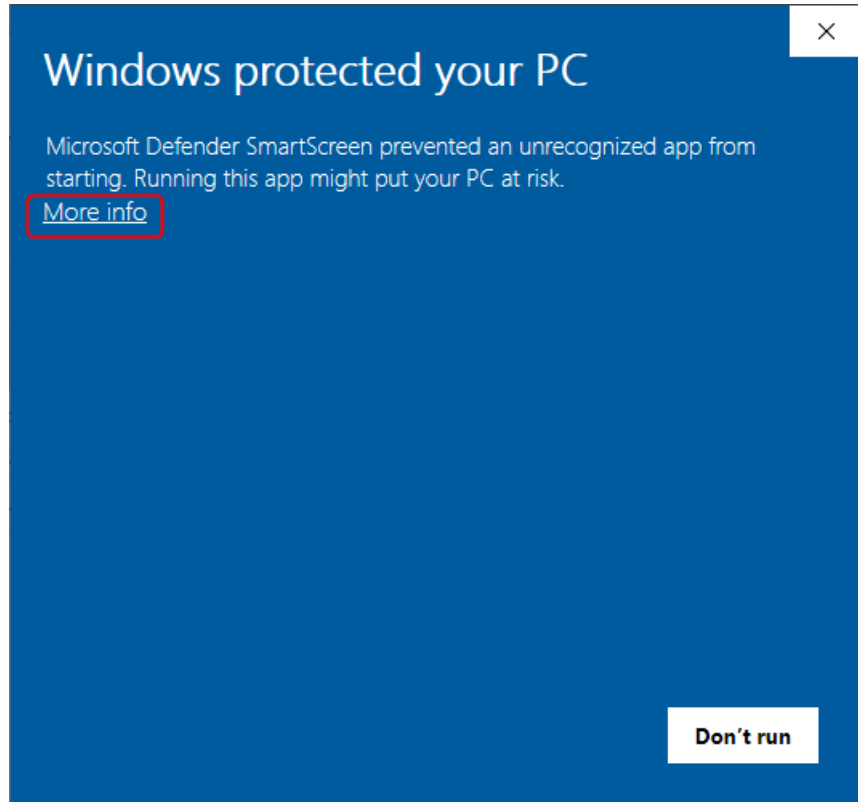 Windows protected your PC
Microsoft Defender SmartScreen prevented an unrecognized app from
starting. Running this app might put your PC at risk.
More info
Don't run